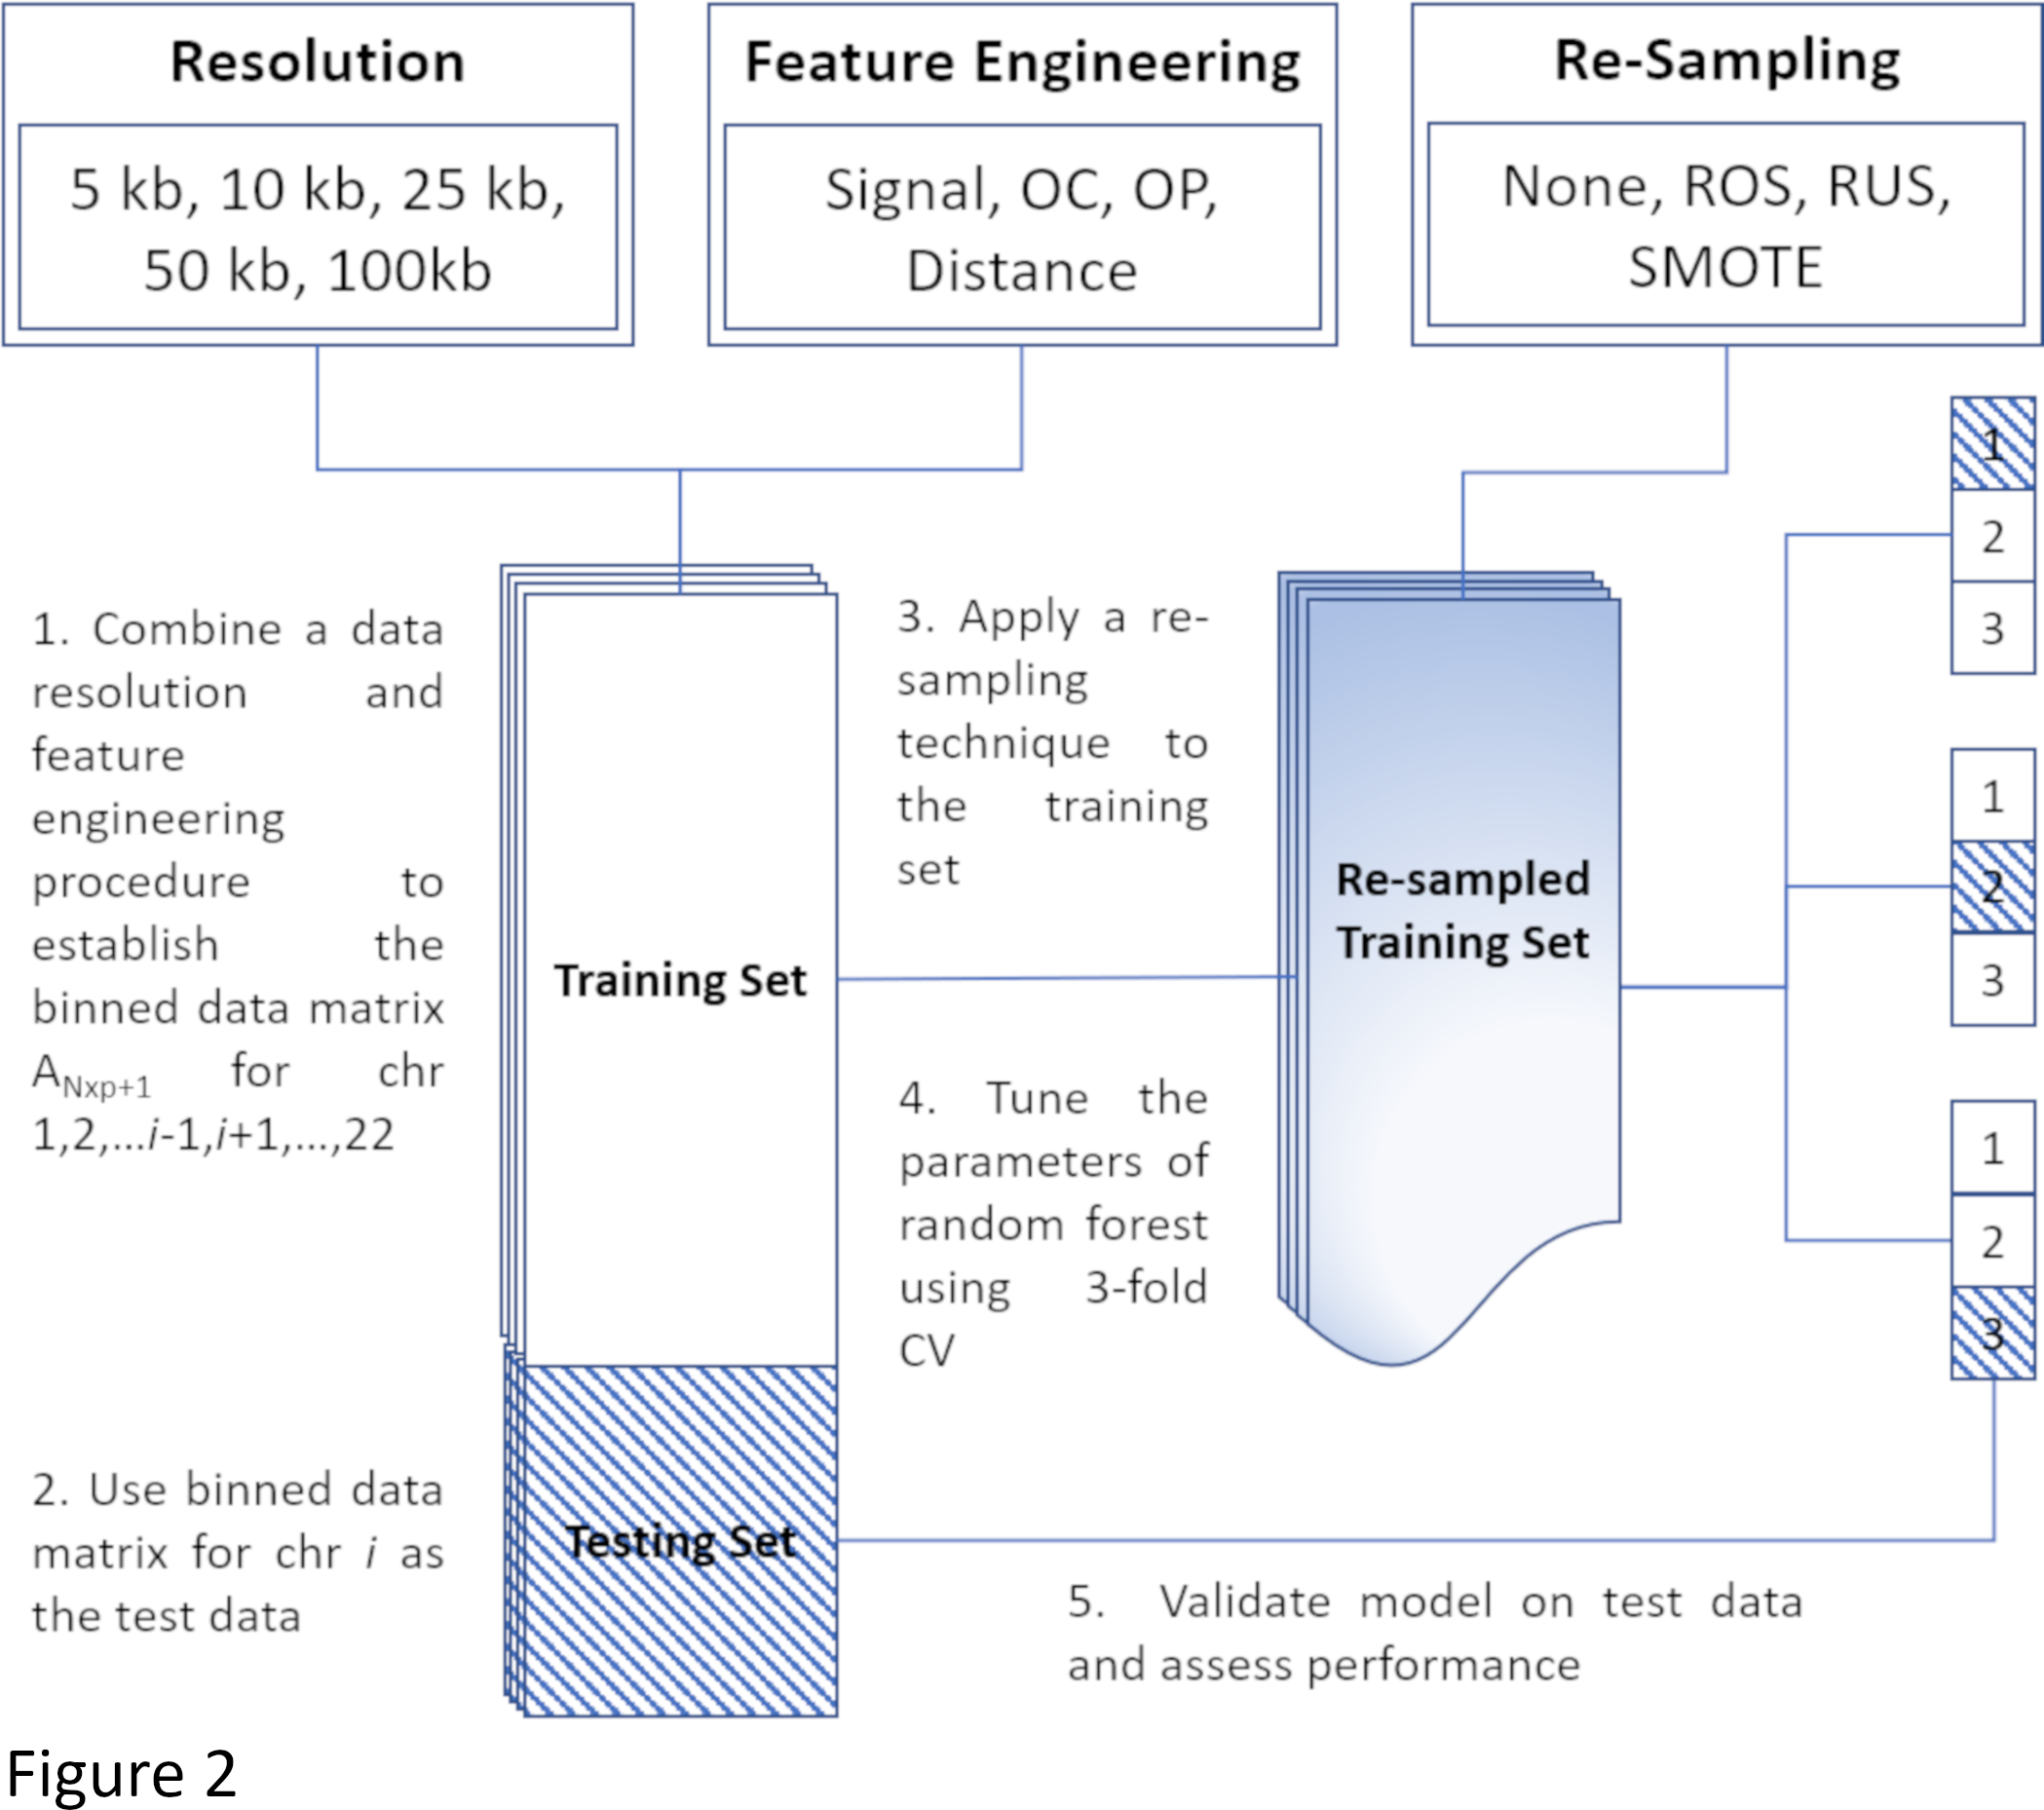 Resolution
5 kb, 10 kb, 25 kb,
50 kb, 100kb
Feature Engineering
Signal, OC, OP,
Distance
Re-Sampling
None, ROS, RUS,
SMOTE
1. Combine a data
resolution and
feature
engineering
procedure to
establish the
binned data matrix
A_Nxp+1 for chr
1,2,...i-1,i+1,...,22
2. Use binned data
matrix for chr i as
the test data
Training Set
Testing Set
3. Apply a re-
sampling
technique to
the training
set
4. Tune the
parameters of
random forest
using 3-fold
CV
Re-sampled
Training Set
1
2
3
1
2
3
1
2
3
5. Validate model on test data
and assess performance
Figure 2